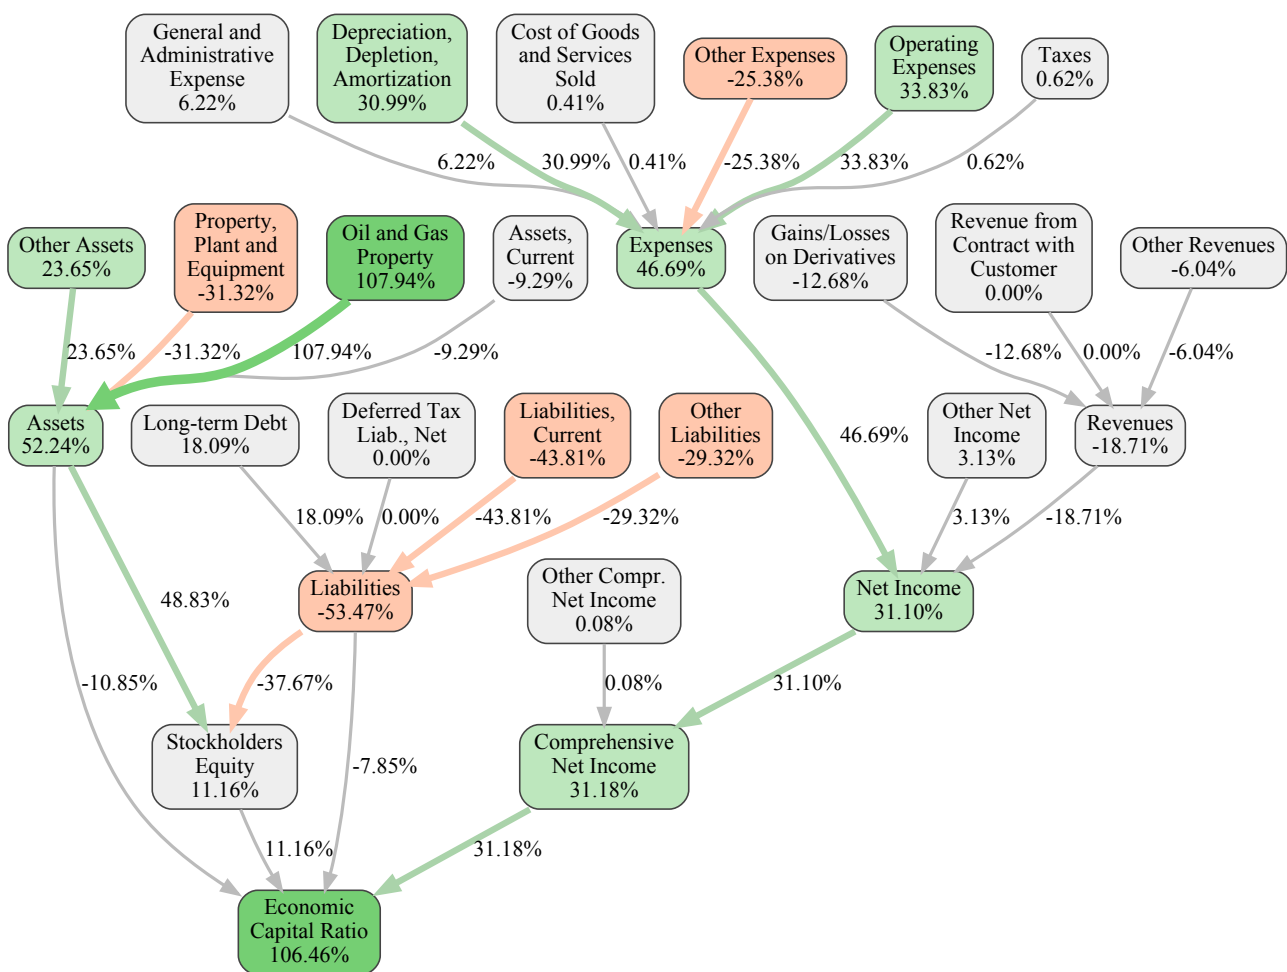 General and
Administrative
Expense
6.22%
Depreciation,
Depletion,
Amortization
30.99%
Cost of Goods
and Services
Sold
0.41%
Other Expenses
-25.38%
Operating
Expenses
33.83%
Taxes
0.62%
6.22%
30.99%
0.41%
-25.38%
33.83%
0.62%
Other Assets
23.65%
Property,
Plant and
Equipment
-31.32%
Oil and Gas
Property
107.94%
Assets,
Current
-9.29%
Expenses
46.69%
Gains/Losses
on Derivatives
-12.68%
Revenue from
Contract with
Customer
0.00%
Other Revenues
-6.04%
23.65%
-31.32%
107.94%
-9.29%
-12.68%
0.00%
-6.04%
Assets
52.24%
Long-term Debt
18.09%
Deferred Tax
Liab., Net
0.00%
Liabilities,
Current
-43.81%
Other
Liabilities
-29.32%
46.69%
Other Net
Income
3.13%
Revenues
-18.71%
18.09%
0.00%
-43.81%
-29.32%
3.13%
-18.71%
48.83%
Liabilities
-53.47%
Other Compr.
Net Income
0.08%
Net Income
31.10%
-10.85%
-37.67%
0.08%
31.10%
Stockholders
Equity
11.16%
-7.85%
Comprehensive
Net Income
31.18%
11.16%
31.18%
Economic
Capital Ratio
106.46%